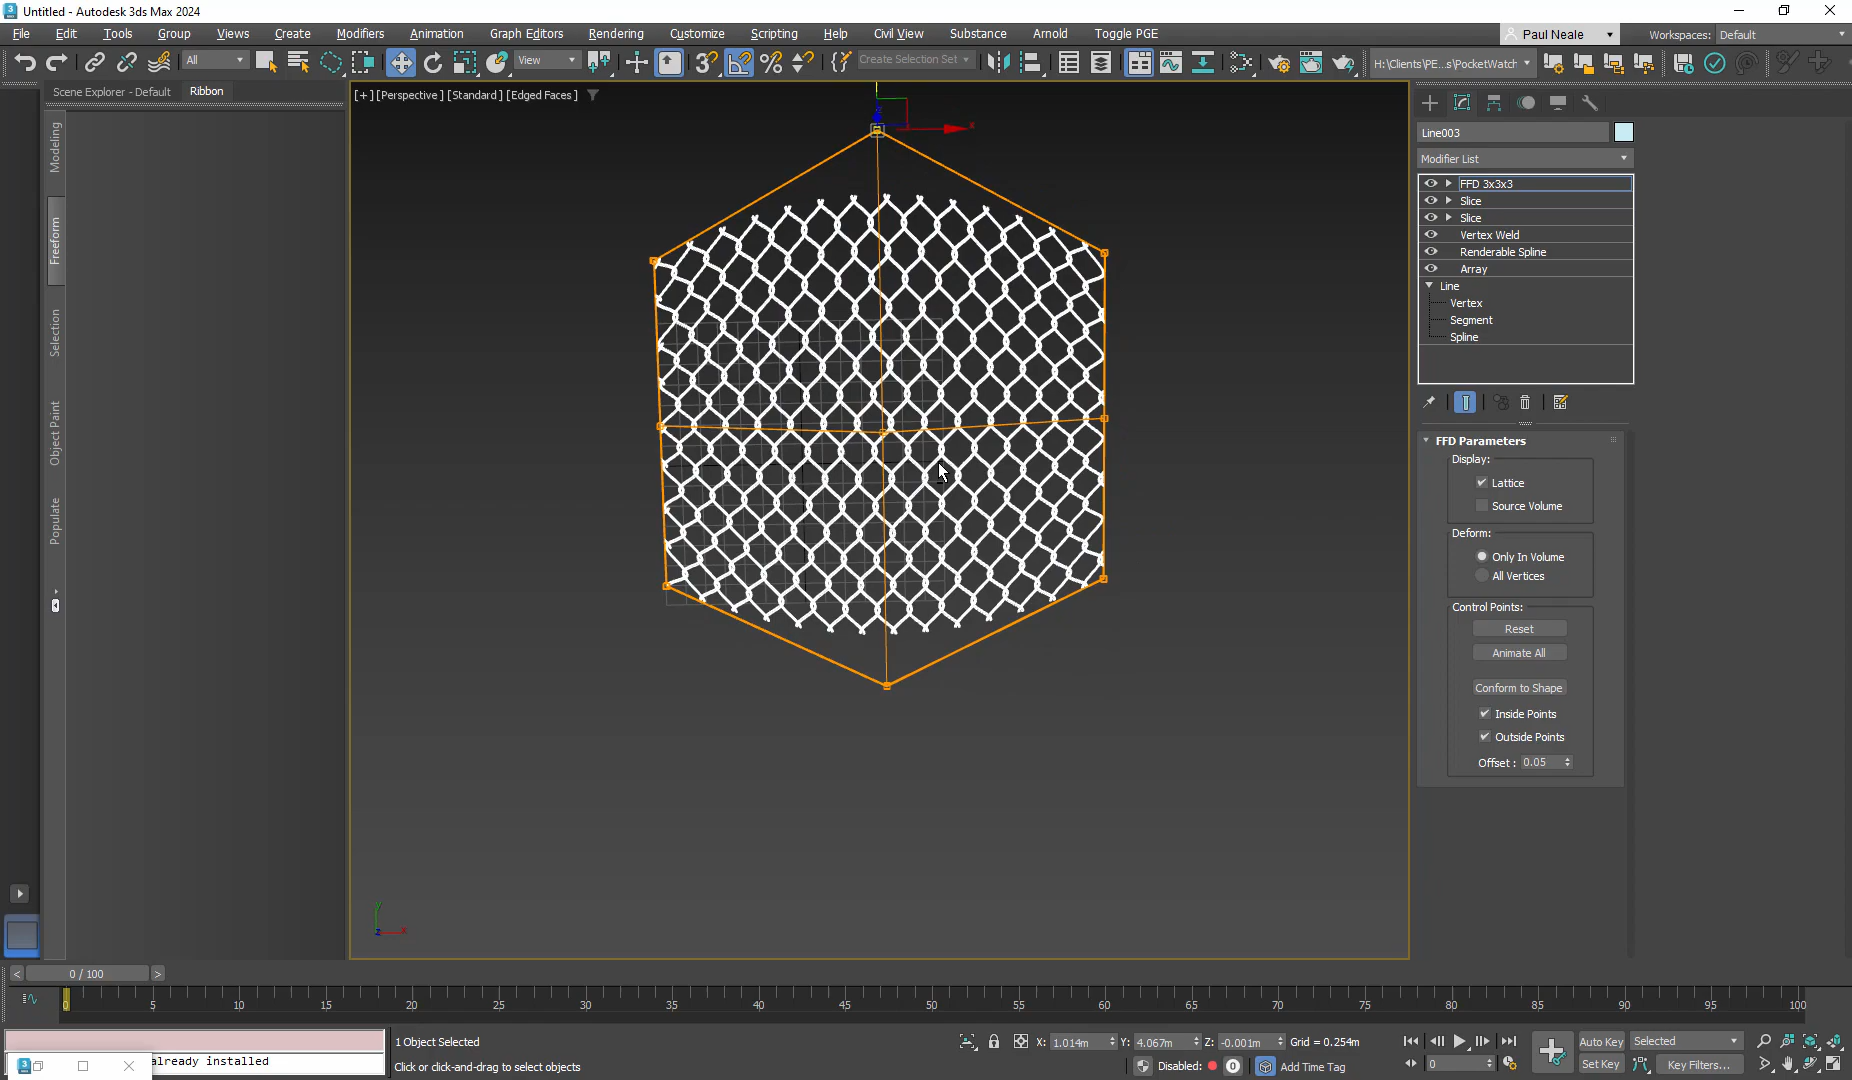 Untitled - Autodesk 3ds Max 2024
File Edit Tools Group Views Create Modifiers Animation Graph Editors Rendering Customize Scripting Help Civil View Substance Arnold Toggle PGE
Paul Neale
Workspaces: Default
All
View
Create Selection Set
H:\Clients\PE...s\PocketWatch
Scene Explorer - Default Ribbon
Modeling
Freeform
Selection
Object Paint
Populate
[+] [Perspective] [Standard] [Edged Faces]
x
Line003
Modifier List
FFD 3x3x3
Slice
Slice
Vertex Weld
Renderable Spline
Array
Line
Vertex
Segment
Spline
FFD Parameters
Display:
Lattice
Source Volume
Deform:
Only In Volume
All Vertices
Control Points:
Reset
Animate All
Conform to Shape
Inside Points
Outside Points
Offset : 0.05
y
z x
< 0 / 100 >
0 5 10 15 20 25 30 35 40 45 50 55 60 65 70 75 80 85 90 95 100
1 Object Selected
X: 1.014m Y: 4.067m Z: -0.001m Grid = 0.254m
Auto Key Selected
already installed
Click or click-and-drag to select objects
Disabled: 0 Add Time Tag
0
Set Key Key Filters...